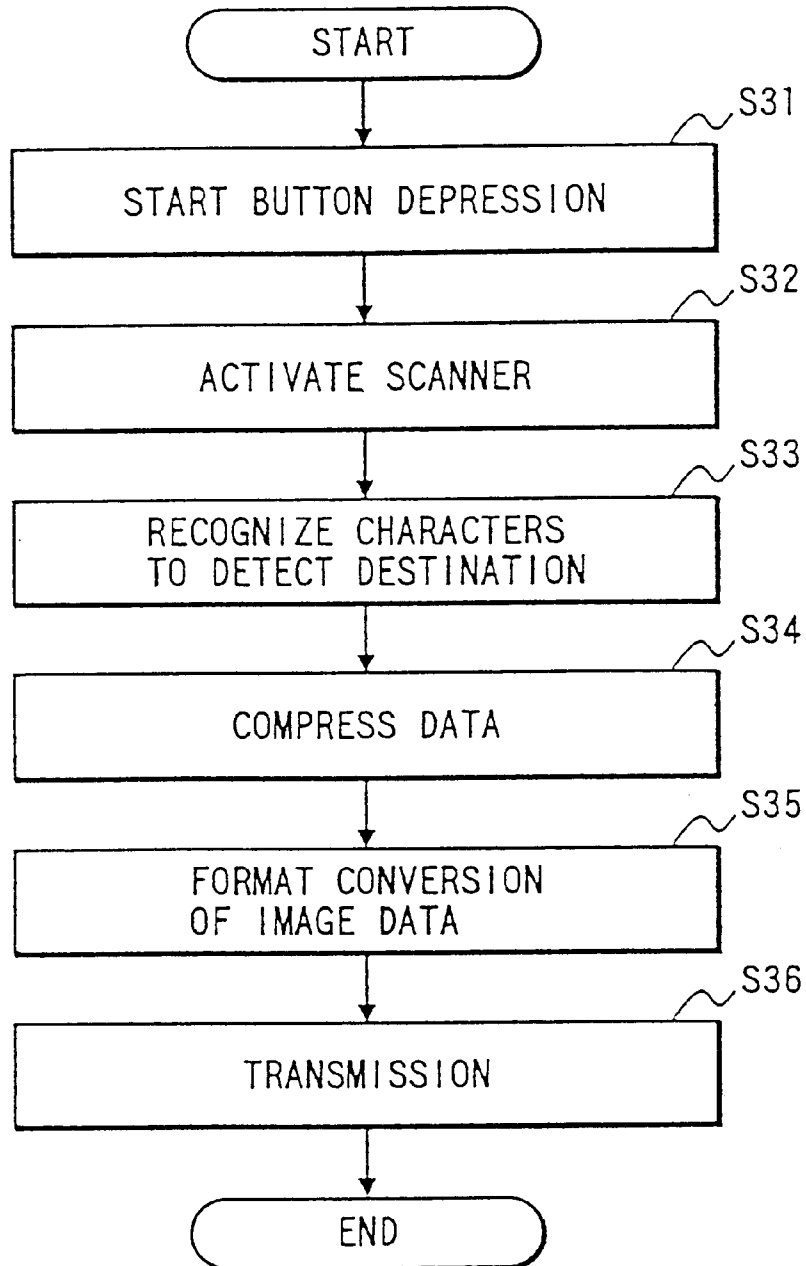 START
S31
START BUTTON DEPRESSION
S32
ACTIVATE SCANNER
S33
RECOGNIZE CHARACTERS
TO DETECT DESTINATION
S34
COMPRESS DATA
S35
FORMAT CONVERSION
OF IMAGE DATA
S36
TRANSMISSION
END